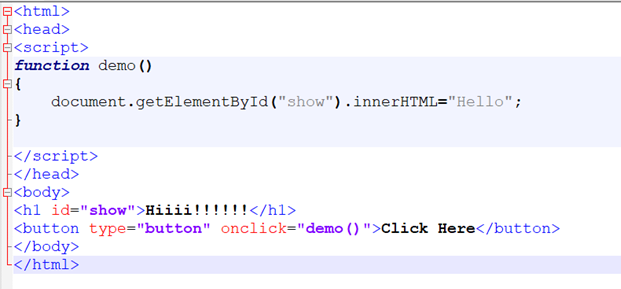 <html>
<head>
<script>
function demo()
{
    document.getElementById("show").innerHTML="Hello";
}
</script>
</head>
<body>
<h1 id="show">Hiiii!!!!!!</h1>
<button type="button" onclick="demo()">Click Here</button>
</body>
</html>